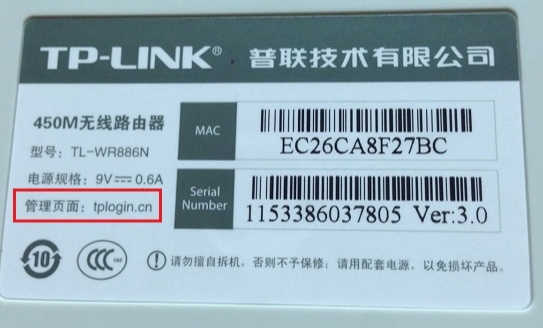 TP-LINK® 普联技术有限公司
450M无线路由器
型号：TL-WR886N
电源规格：9V⎓0.6A
管理页面：tplogin.cn
MAC
EC26CA8F27BC
Serial Number
1153386037805 Ver:3.0
10
CCC
请勿擅自拆机，否则不予保修；请用配套电源，以免损坏产品。